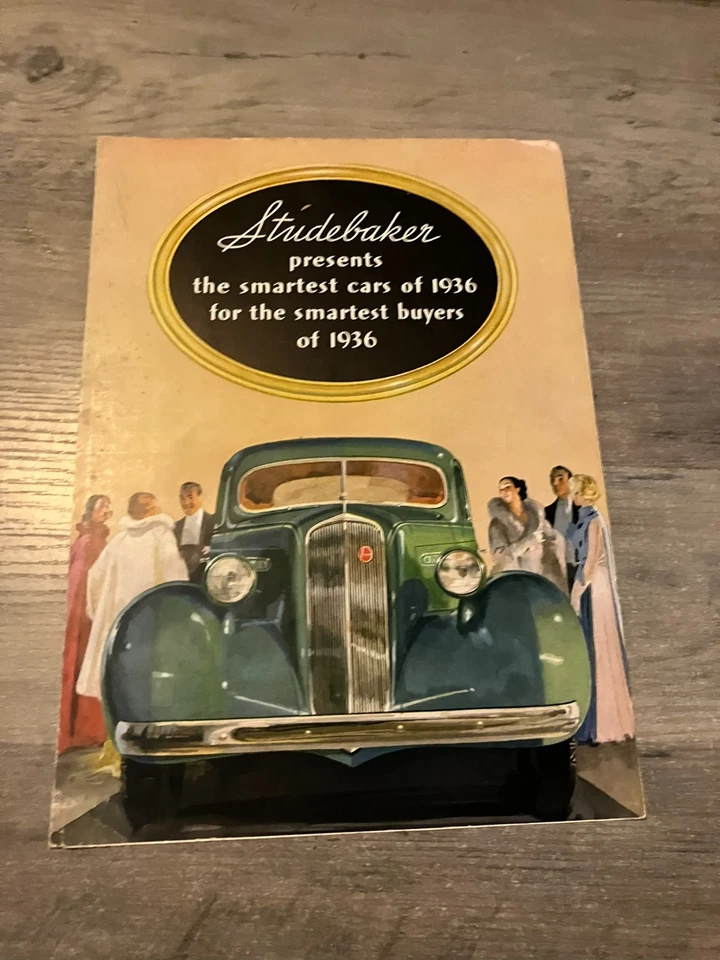 Studebaker
presents
the smartest cars of 1936
for the smartest buyers
of 1936